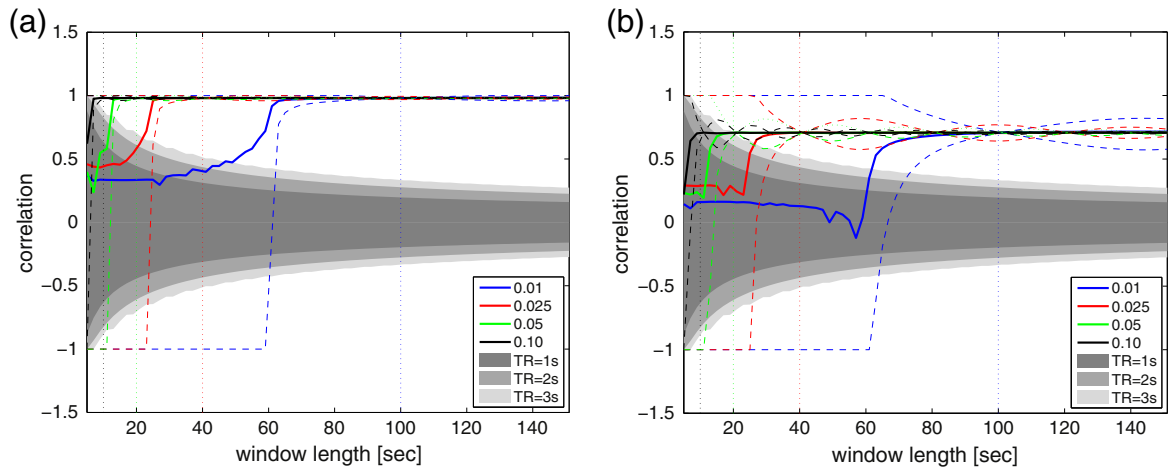 (a)
1.5
1
0.5
0
−0.5
−1
−1.5
correlation
20 40 60 80 100 120 140
window length [sec]
0.01
0.025
0.05
0.10
TR=1s
TR=2s
TR=3s
(b)
1.5
1
0.5
0
−0.5
−1
−1.5
correlation
20 40 60 80 100 120 140
window length [sec]
0.01
0.025
0.05
0.10
TR=1s
TR=2s
TR=3s